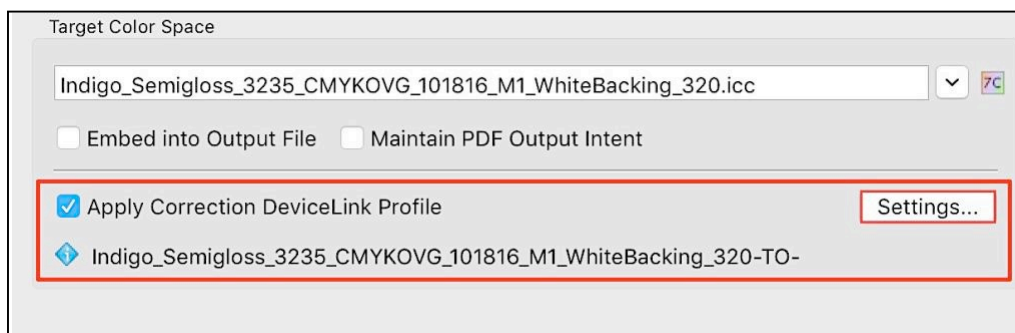 Target Color Space
Indigo_Semigloss_3235_CMYKOVG_101816_M1_WhiteBacking_320.icc 7C
Embed into Output File Maintain PDF Output Intent
Apply Correction DeviceLink Profile Settings...
Indigo_Semigloss_3235_CMYKOVG_101816_M1_WhiteBacking_320-TO-